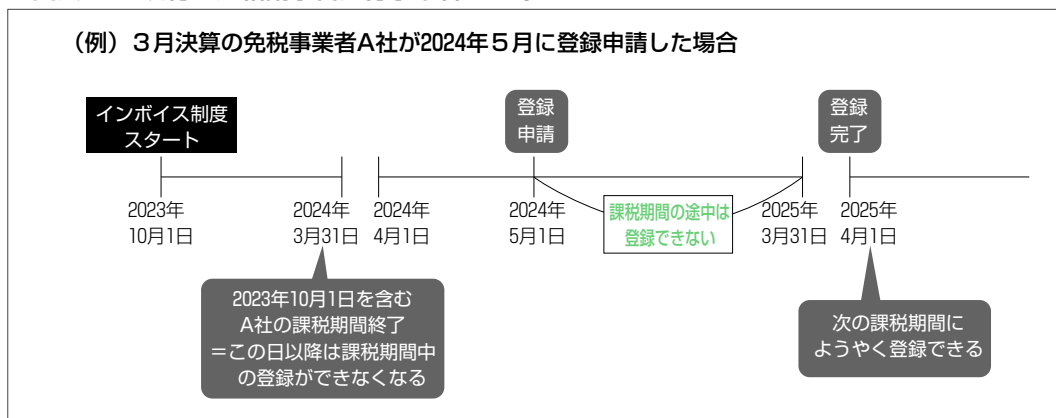 （例）３月決算の免税事業者A社が2024年５月に登録申請した場合
インボイス制度
スタート
登録
申請
登録
完了
2023年
10月1日
2024年
3月31日
2024年
4月1日
2024年
5月1日
課税期間の途中は
登録できない
2025年
3月31日
2025年
4月1日
2023年10月1日を含む
A社の課税期間終了
＝この日以降は課税期間中
の登録ができなくなる
次の課税期間に
ようやく登録できる